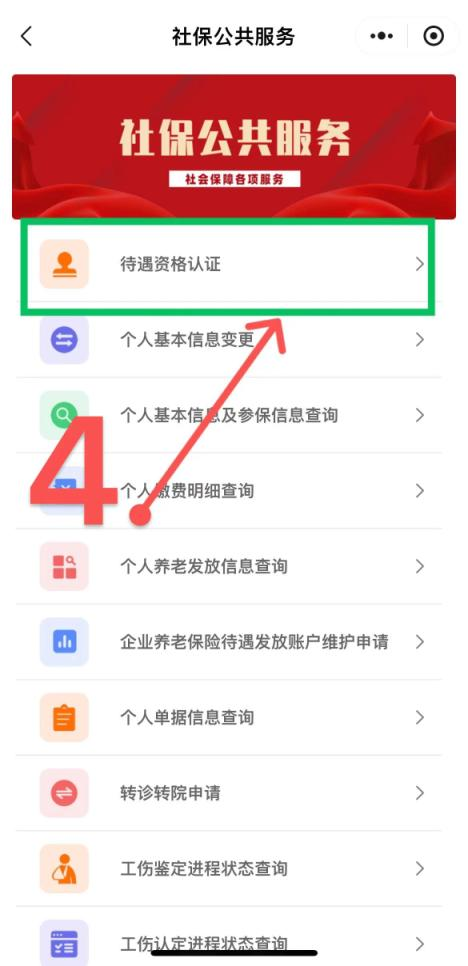 社保公共服务
社保公共服务
社会保障各项服务
待遇资格认证
个人基本信息变更
个人基本信息及参保信息查询
4
个人缴费明细查询
个人养老发放信息查询
企业养老保险待遇发放账户维护申请
个人单据信息查询
转诊转院申请
工伤鉴定进程状态查询
工伤认定进程状态查询